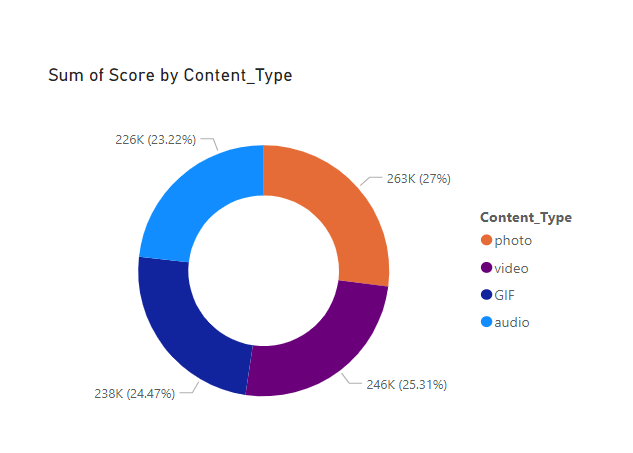 Sum of Score by Content_Type
226K (23.22%)
263K (27%)
246K (25.31%)
238K (24.47%)
Content_Type
photo
video
GIF
audio